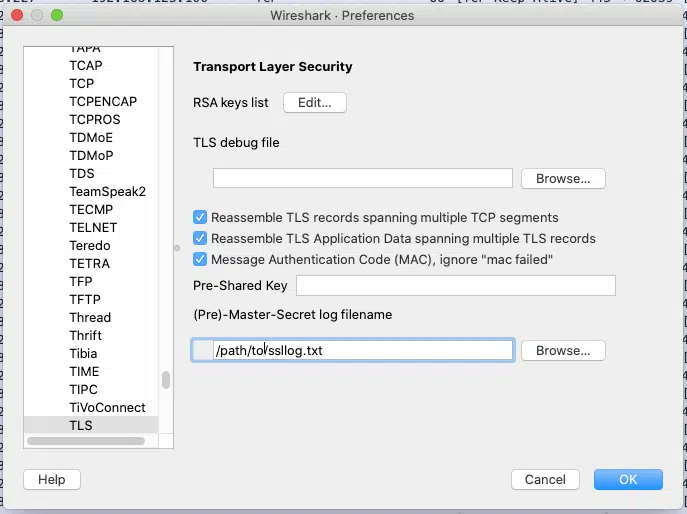 Wireshark · Preferences
TAPA
TCAP
TCP
TCPENCAP
TCPROS
TDMoE
TDMoP
TDS
TeamSpeak2
TECMP
TELNET
Teredo
TETRA
TFP
TFTP
Thread
Thrift
Tibia
TIME
TIPC
TiVoConnect
TLS
Transport Layer Security
RSA keys list Edit...
TLS debug file
Browse...
Reassemble TLS records spanning multiple TCP segments
Reassemble TLS Application Data spanning multiple TLS records
Message Authentication Code (MAC), ignore "mac failed"
Pre-Shared Key
(Pre)-Master-Secret log filename
/path/to/ssllog.txt Browse...
Help Cancel OK